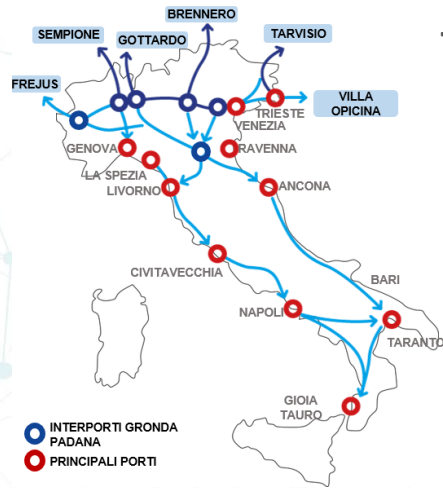 BRENNERO
SEMPIONE
GOTTARDO
TARVISIO
FREJUS
VILLA
OPICINA
TRIESTE
VENEZIA
GENOVA
RAVENNA
LA SPEZIA
LIVORNO
ANCONA
CIVITAVECCHIA
BARI
NAPOLI
TARANTO
GIOIA
TAURO
INTERPORTI GRONDA
PADANA
PRINCIPALI PORTI